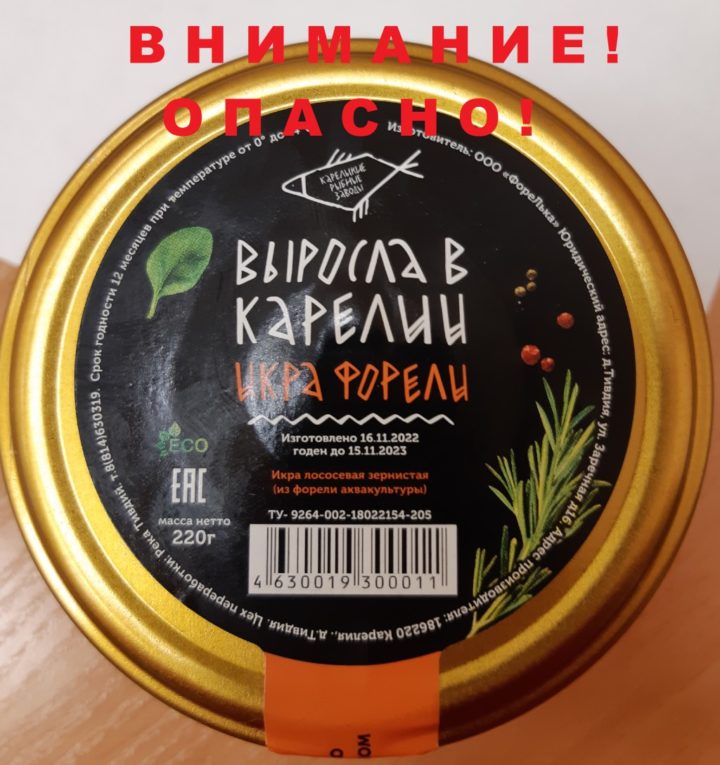 ВНИМАНИЕ!
ОПАСНО!
КАРЕЛЬСКИЕ
РЫБНЫЕ
ЗАВОДЫ
ВЫРОСЛА В
КАРЕЛИИ
ИКРА ФОРЕЛИ
Изготовлено 16.11.2022
годен до 15.11.2023
Икра лососевая зернистая
(из форели аквакультуры)
ТУ- 9264-002-18022154-205
4 630019 300011
ECO
EAC
масса нетто
220г
Изготовитель: ООО «ФореЛька» Юридический адрес: д.Тивдия, ул. Заречная д16. Адрес производителя: 186220 Карелия., д.Тивдия. Цех переработки: Река Тивдий, т 8(814)630319. Срок годности 12 месяцев при температуре от 0° до